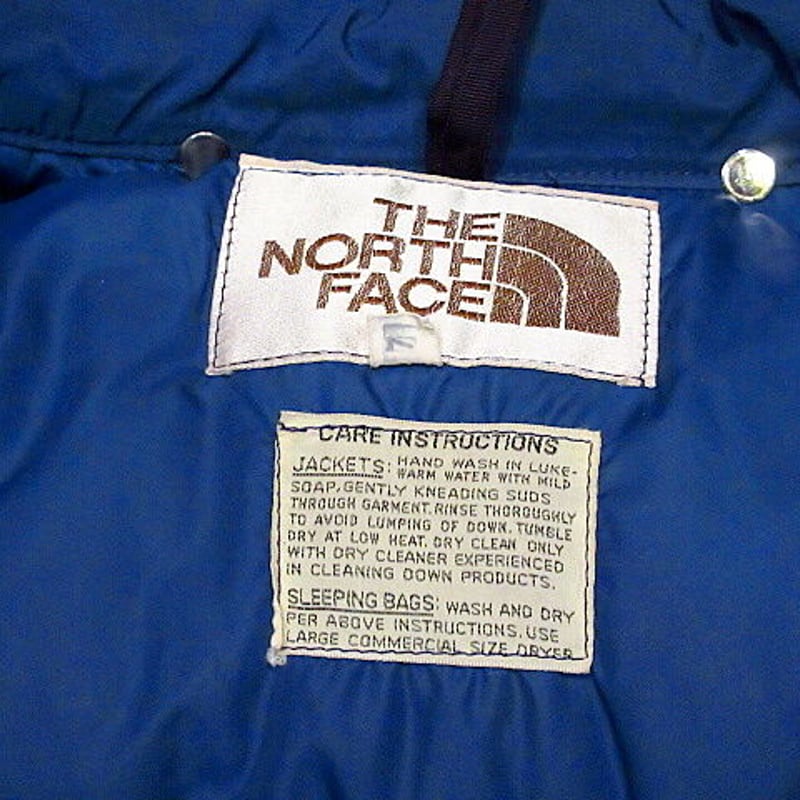 THE
NORTH
FACE
CARE INSTRUCTIONS
JACKETS: HAND WASH IN LUKE-
WARM WATER WITH MILD
SOAP, GENTLY KNEADING SUDS
THROUGH GARMENT. RINSE THOROUGHLY
TO AVOID LUMPING OF DOWN. TUMBLE
DRY AT LOW HEAT. DRY CLEAN ONLY
WITH DRY CLEANER EXPERIENCED
IN CLEANING DOWN PRODUCTS.
SLEEPING BAGS: WASH AND DRY
PER ABOVE INSTRUCTIONS. USE
LARGE COMMERCIAL SIZE DRYER